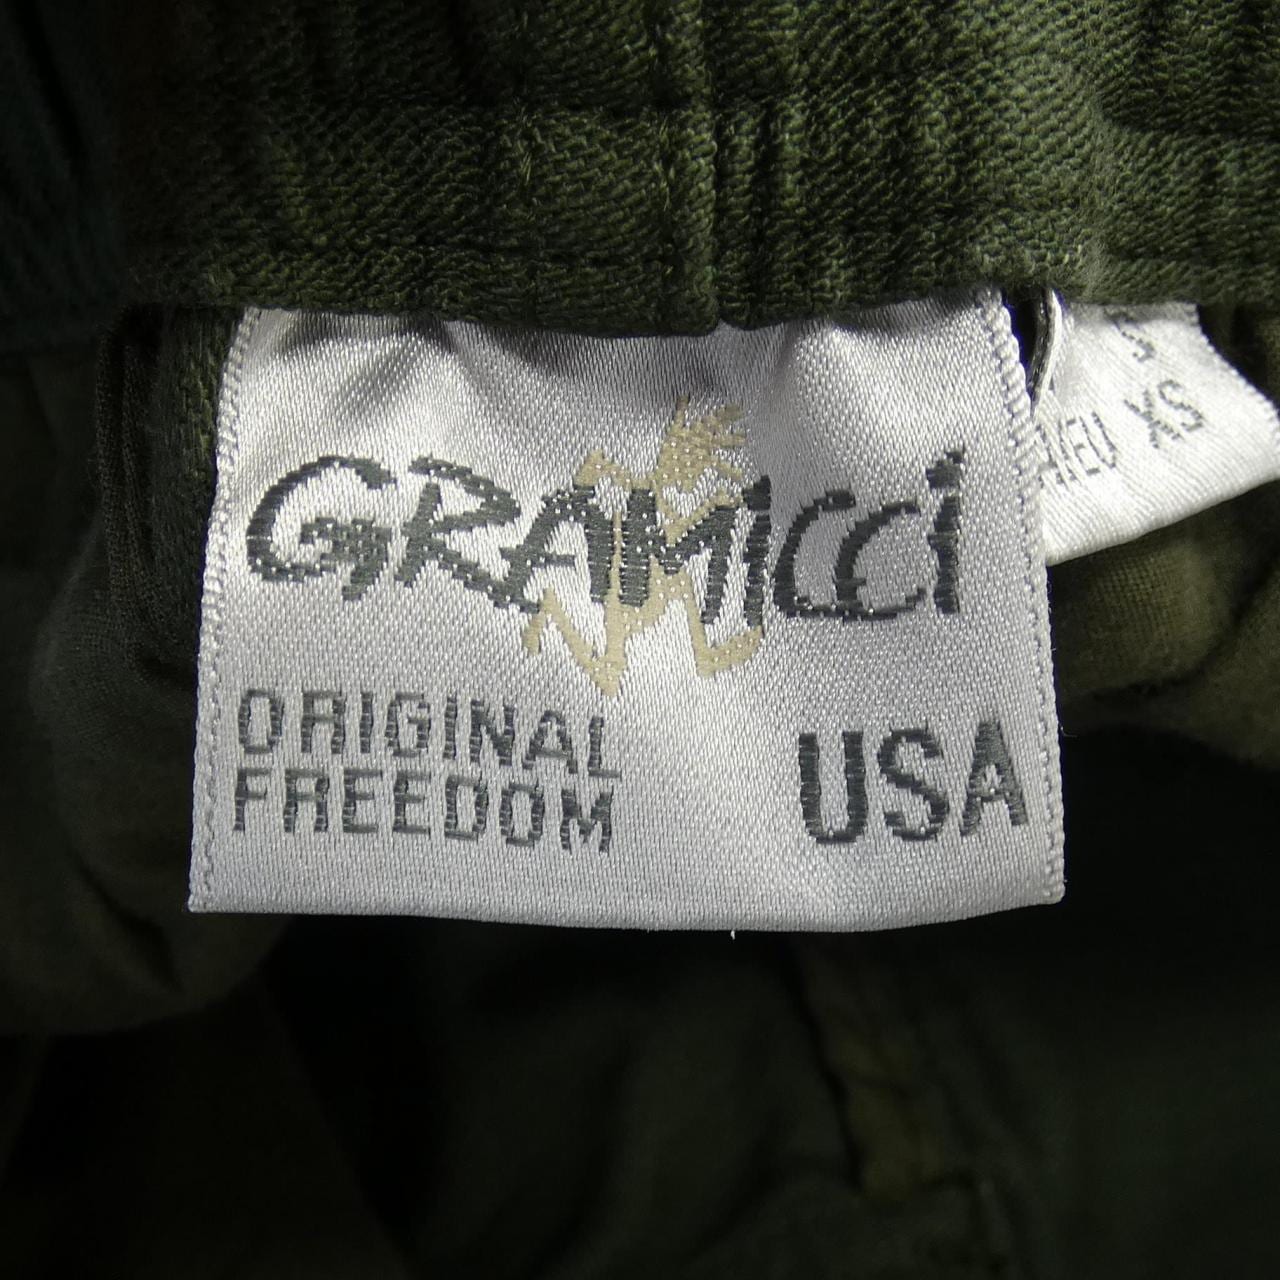 GRAMICCI
ORIGINAL
FREEDOM
USA
S
XS